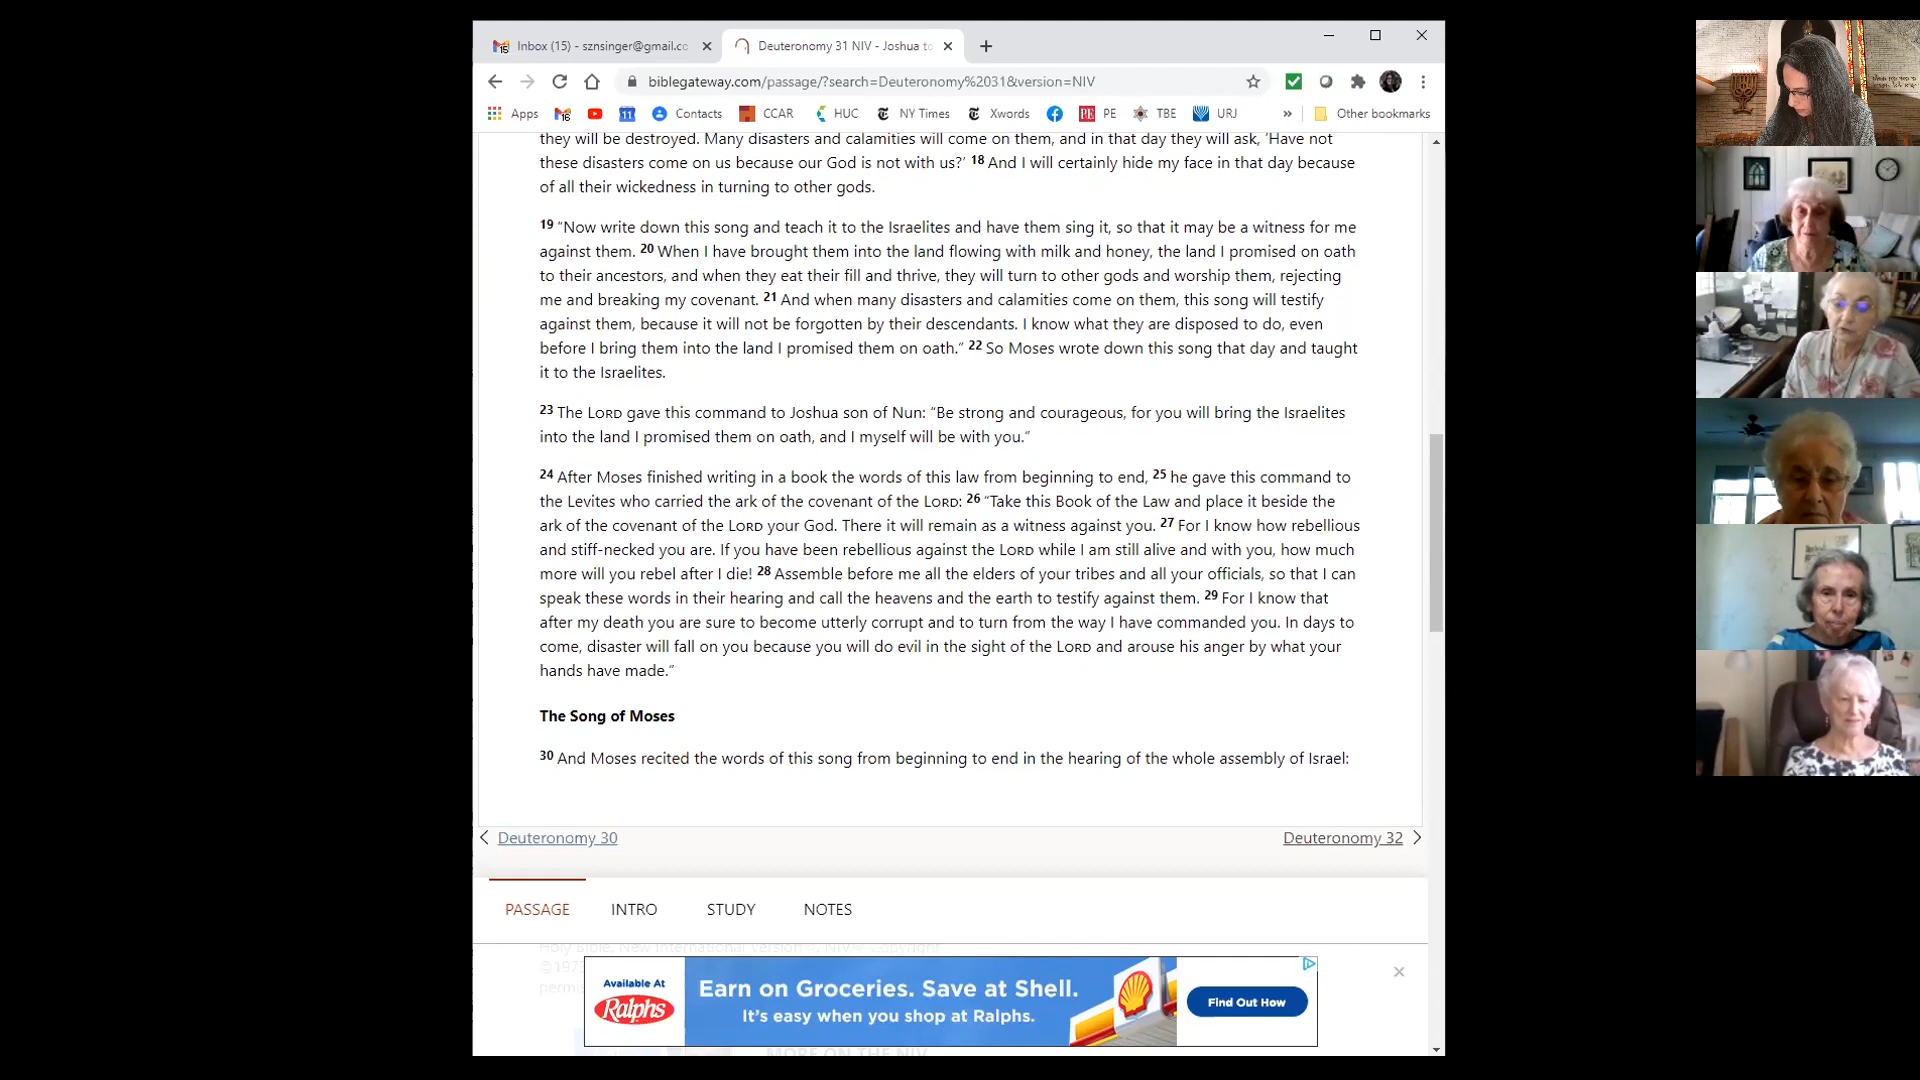 Inbox (15) - sznsinger@gmail.co
Deuteronomy 31 NIV - Joshua to
biblegateway.com/passage/?search=Deuteronomy%2031&version=NIV
Apps
Contacts
CCAR
HUC
NY Times
Xwords
PE
TBE
URJ
Other bookmarks
they will be destroyed. Many disasters and calamities will come on them, and in that day they will ask, ‘Have not
these disasters come on us because our God is not with us?’ 18 And I will certainly hide my face in that day because
of all their wickedness in turning to other gods.
19 “Now write down this song and teach it to the Israelites and have them sing it, so that it may be a witness for me
against them. 20 When I have brought them into the land flowing with milk and honey, the land I promised on oath
to their ancestors, and when they eat their fill and thrive, they will turn to other gods and worship them, rejecting
me and breaking my covenant. 21 And when many disasters and calamities come on them, this song will testify
against them, because it will not be forgotten by their descendants. I know what they are disposed to do, even
before I bring them into the land I promised them on oath.” 22 So Moses wrote down this song that day and taught
it to the Israelites.
23 The LORD gave this command to Joshua son of Nun: “Be strong and courageous, for you will bring the Israelites
into the land I promised them on oath, and I myself will be with you.”
24 After Moses finished writing in a book the words of this law from beginning to end, 25 he gave this command to
the Levites who carried the ark of the covenant of the LORD: 26 “Take this Book of the Law and place it beside the
ark of the covenant of the LORD your God. There it will remain as a witness against you. 27 For I know how rebellious
and stiff-necked you are. If you have been rebellious against the LORD while I am still alive and with you, how much
more will you rebel after I die! 28 Assemble before me all the elders of your tribes and all your officials, so that I can
speak these words in their hearing and call the heavens and the earth to testify against them. 29 For I know that
after my death you are sure to become utterly corrupt and to turn from the way I have commanded you. In days to
come, disaster will fall on you because you will do evil in the sight of the LORD and arouse his anger by what your
hands have made.”
The Song of Moses
30 And Moses recited the words of this song from beginning to end in the hearing of the whole assembly of Israel:
Deuteronomy 30
Deuteronomy 32
PASSAGE
INTRO
STUDY
NOTES
Holy Bible, New International Version ®, NIV® Copyright
Available At
Ralphs
Earn on Groceries. Save at Shell.
It’s easy when you shop at Ralphs.
Find Out How
MORE ON THE NIV